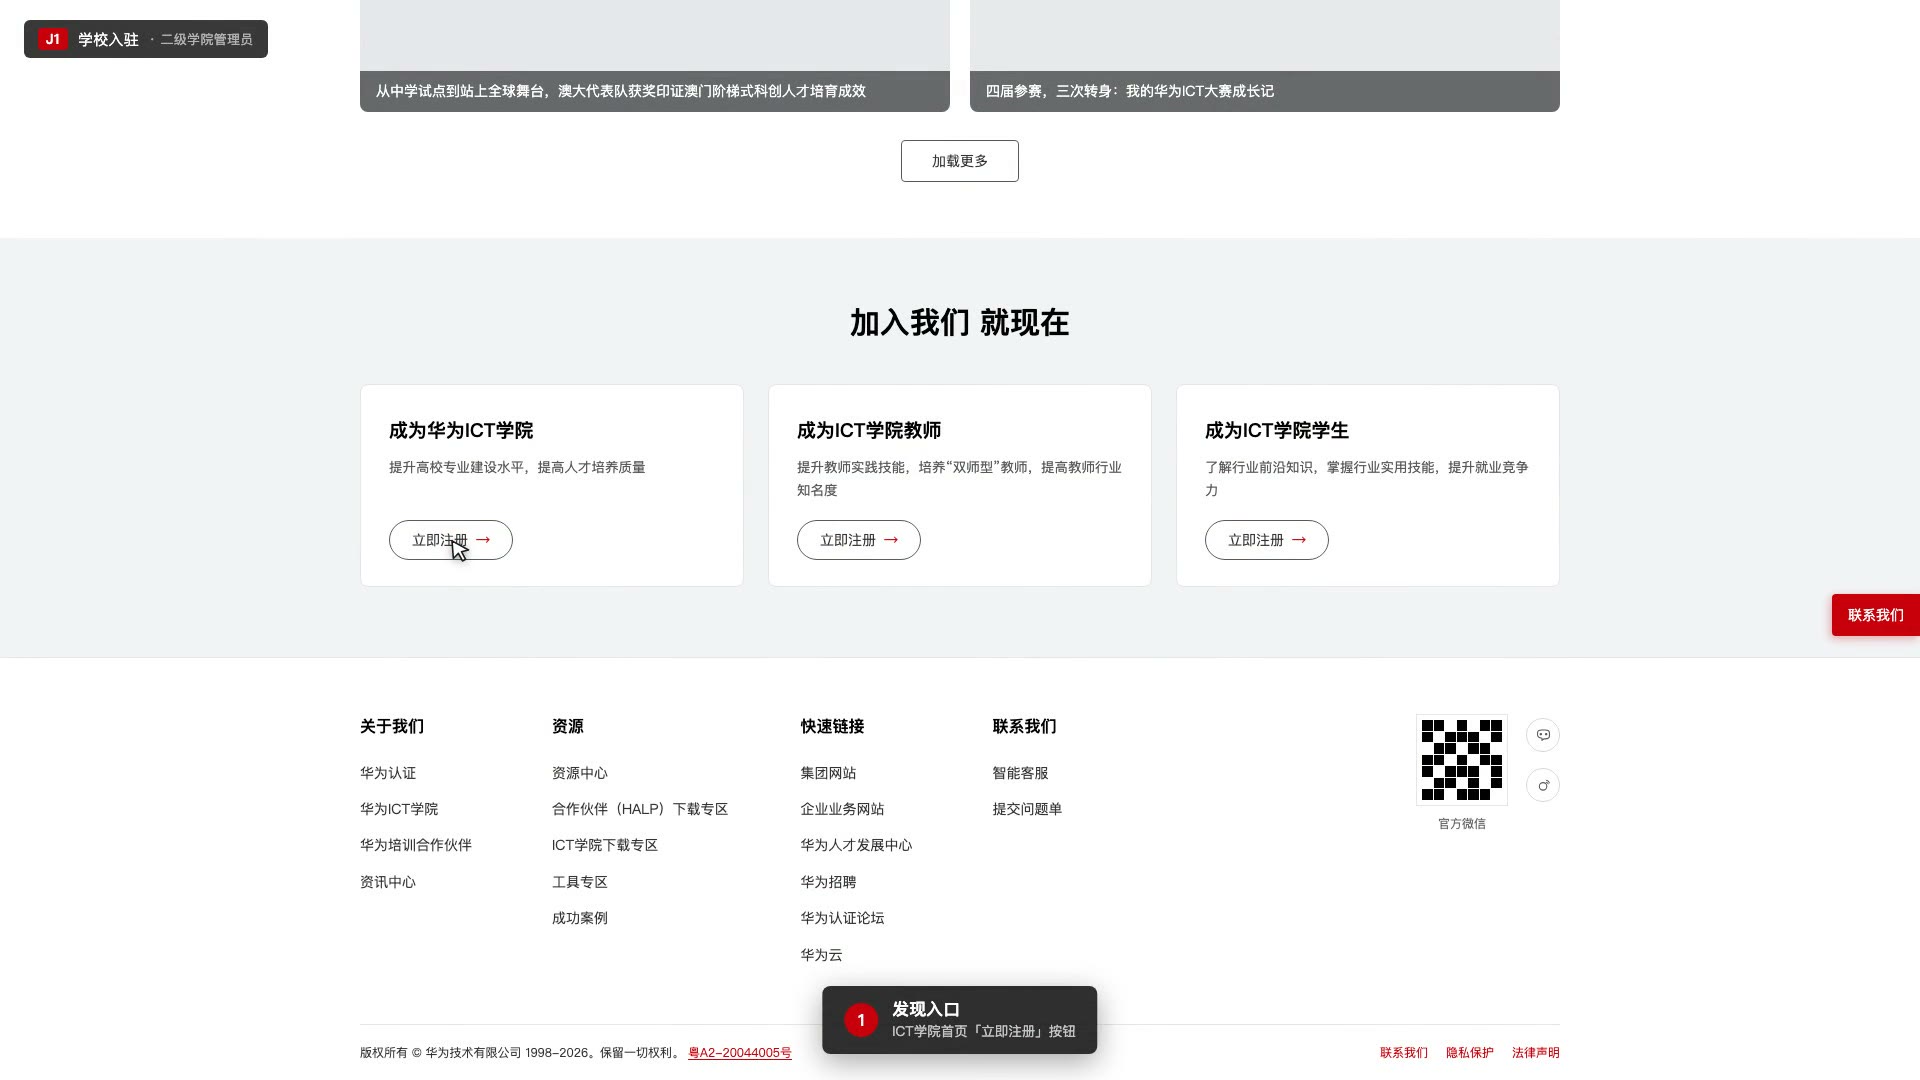 J1 学校入驻 · 二级学院管理员
从中学试点到站上全球舞台，澳大代表队获奖印证澳门阶梯式科创人才培育成效
四届参赛，三次转身：我的华为ICT大赛成长记
加载更多
加入我们 就现在
成为华为ICT学院
提升高校专业建设水平，提高人才培养质量
立即注册 →
成为ICT学院教师
提升教师实践技能，培养“双师型”教师，提高教师行业
知名度
立即注册 →
成为ICT学院学生
了解行业前沿知识，掌握行业实用技能，提升就业竞争
力
立即注册 →
联系我们
关于我们
华为认证
华为ICT学院
华为培训合作伙伴
资讯中心
资源
资源中心
合作伙伴（HALP）下载专区
ICT学院下载专区
工具专区
成功案例
快速链接
集团网站
企业业务网站
华为人才发展中心
华为招聘
华为认证论坛
华为云
联系我们
智能客服
提交问题单
官方微信
1 发现入口
ICT学院首页「立即注册」按钮
版权所有 © 华为技术有限公司 1998-2026。保留一切权利。 粤A2-20044005号
联系我们 隐私保护 法律声明